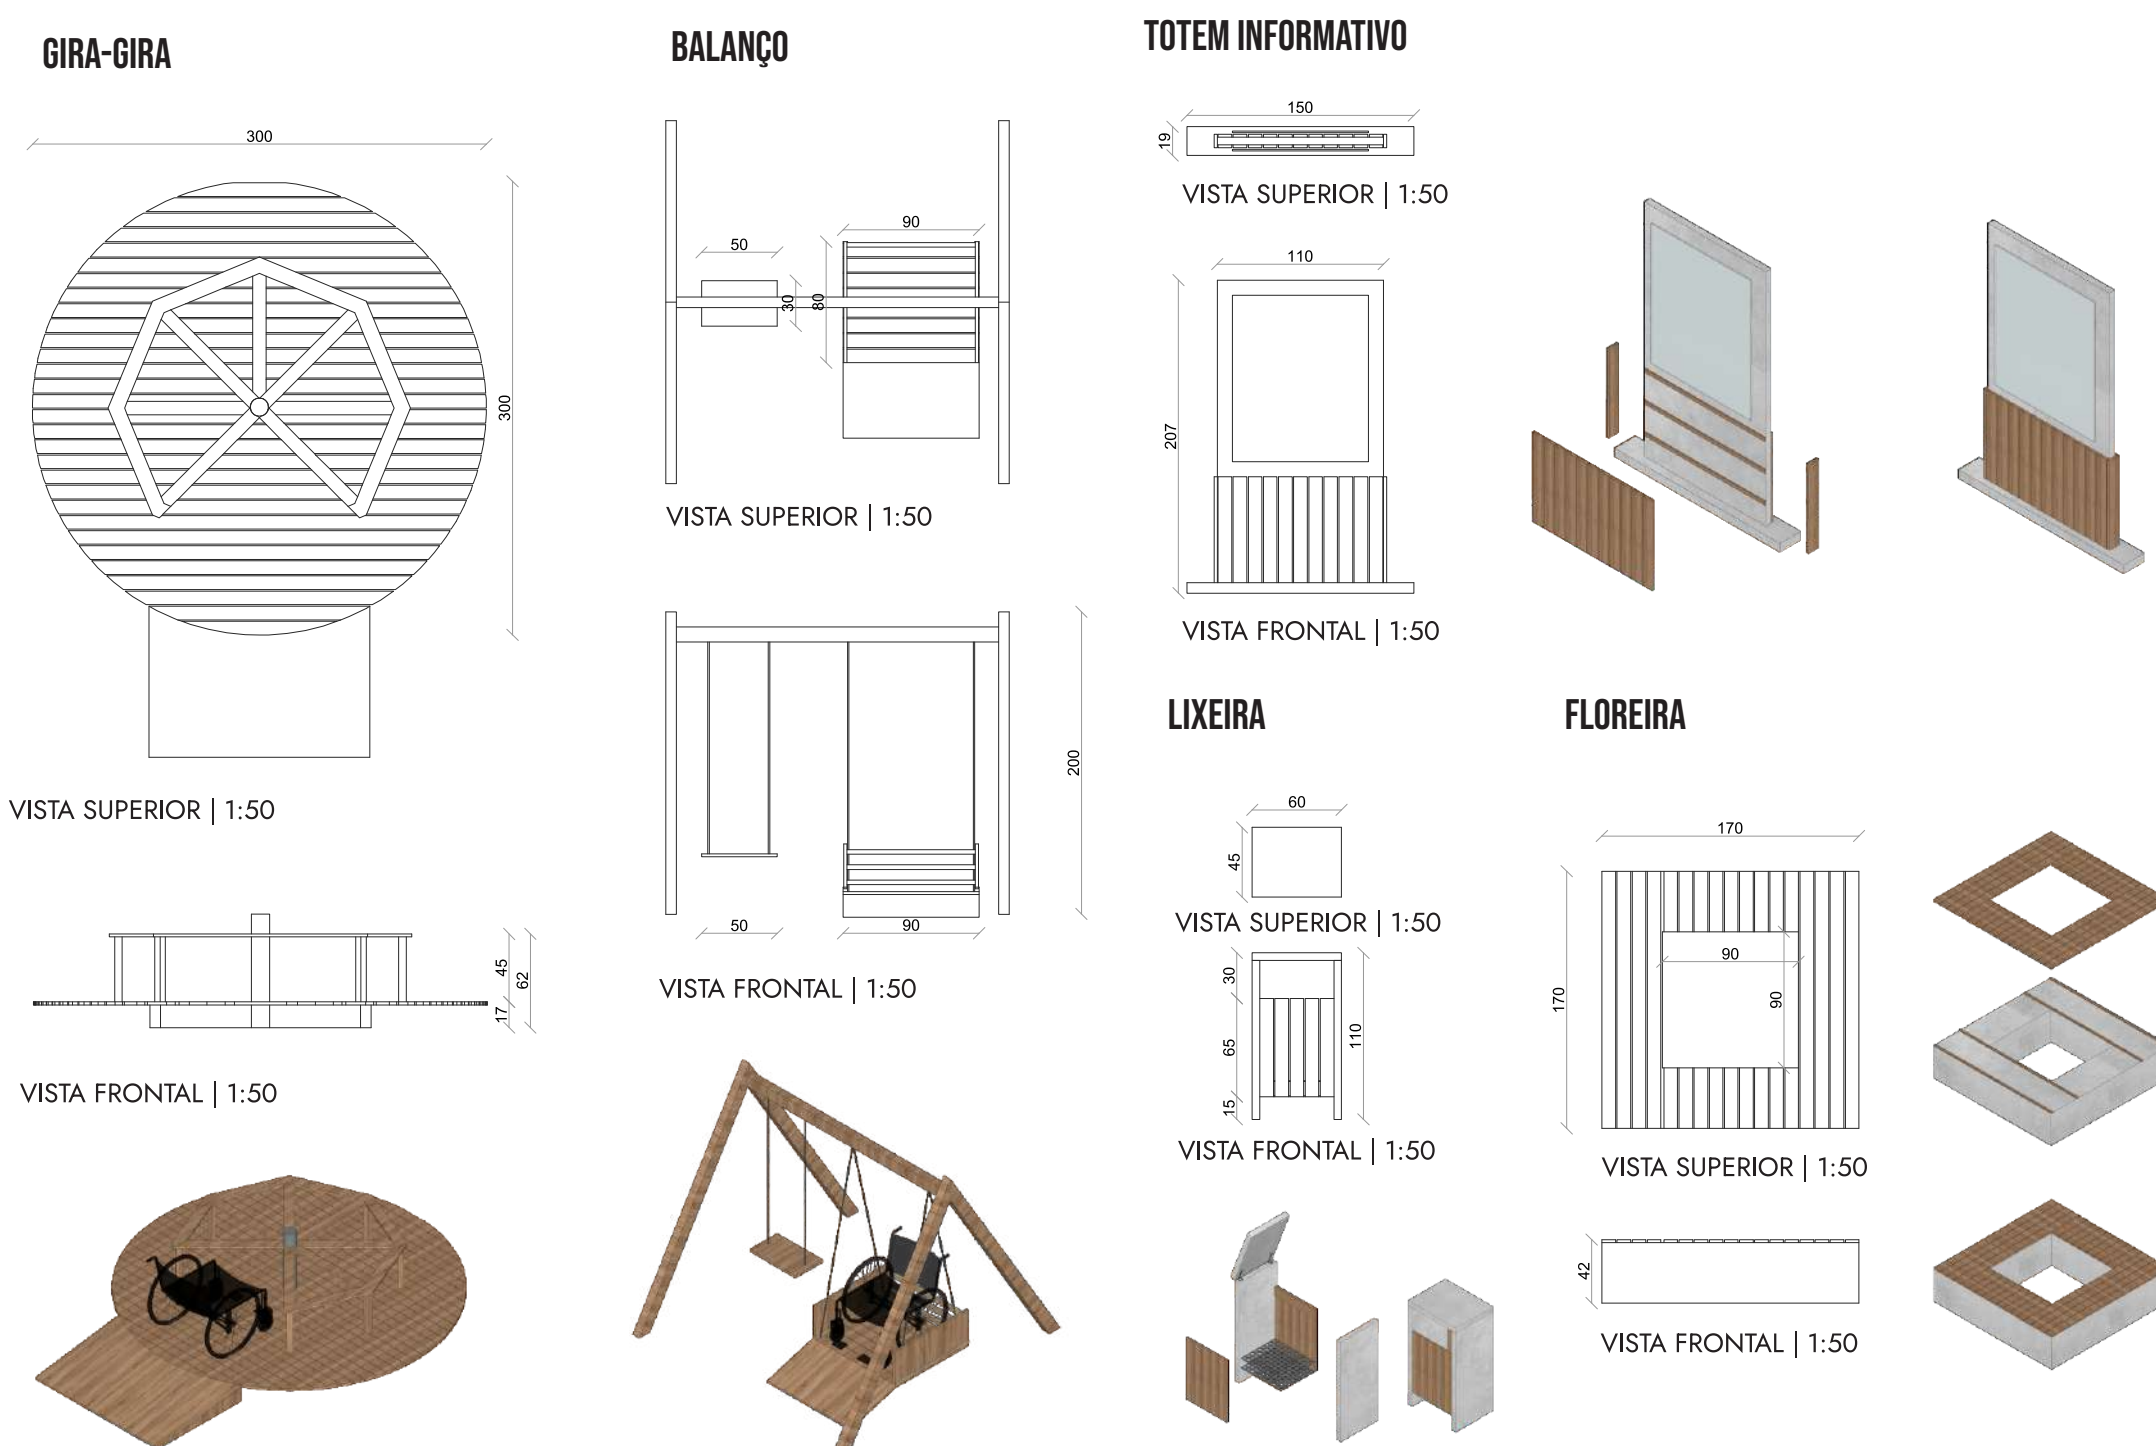 GIRA-GIRA
300
300
VISTA SUPERIOR | 1:50
45
62
17
VISTA FRONTAL | 1:50
BALANÇO
90
50
30
80
VISTA SUPERIOR | 1:50
200
50
90
VISTA FRONTAL | 1:50
TOTEM INFORMATIVO
150
19
VISTA SUPERIOR | 1:50
110
207
VISTA FRONTAL | 1:50
LIXEIRA
60
45
VISTA SUPERIOR | 1:50
30
65
110
15
VISTA FRONTAL | 1:50
FLOREIRA
170
90
90
170
VISTA SUPERIOR | 1:50
42
VISTA FRONTAL | 1:50